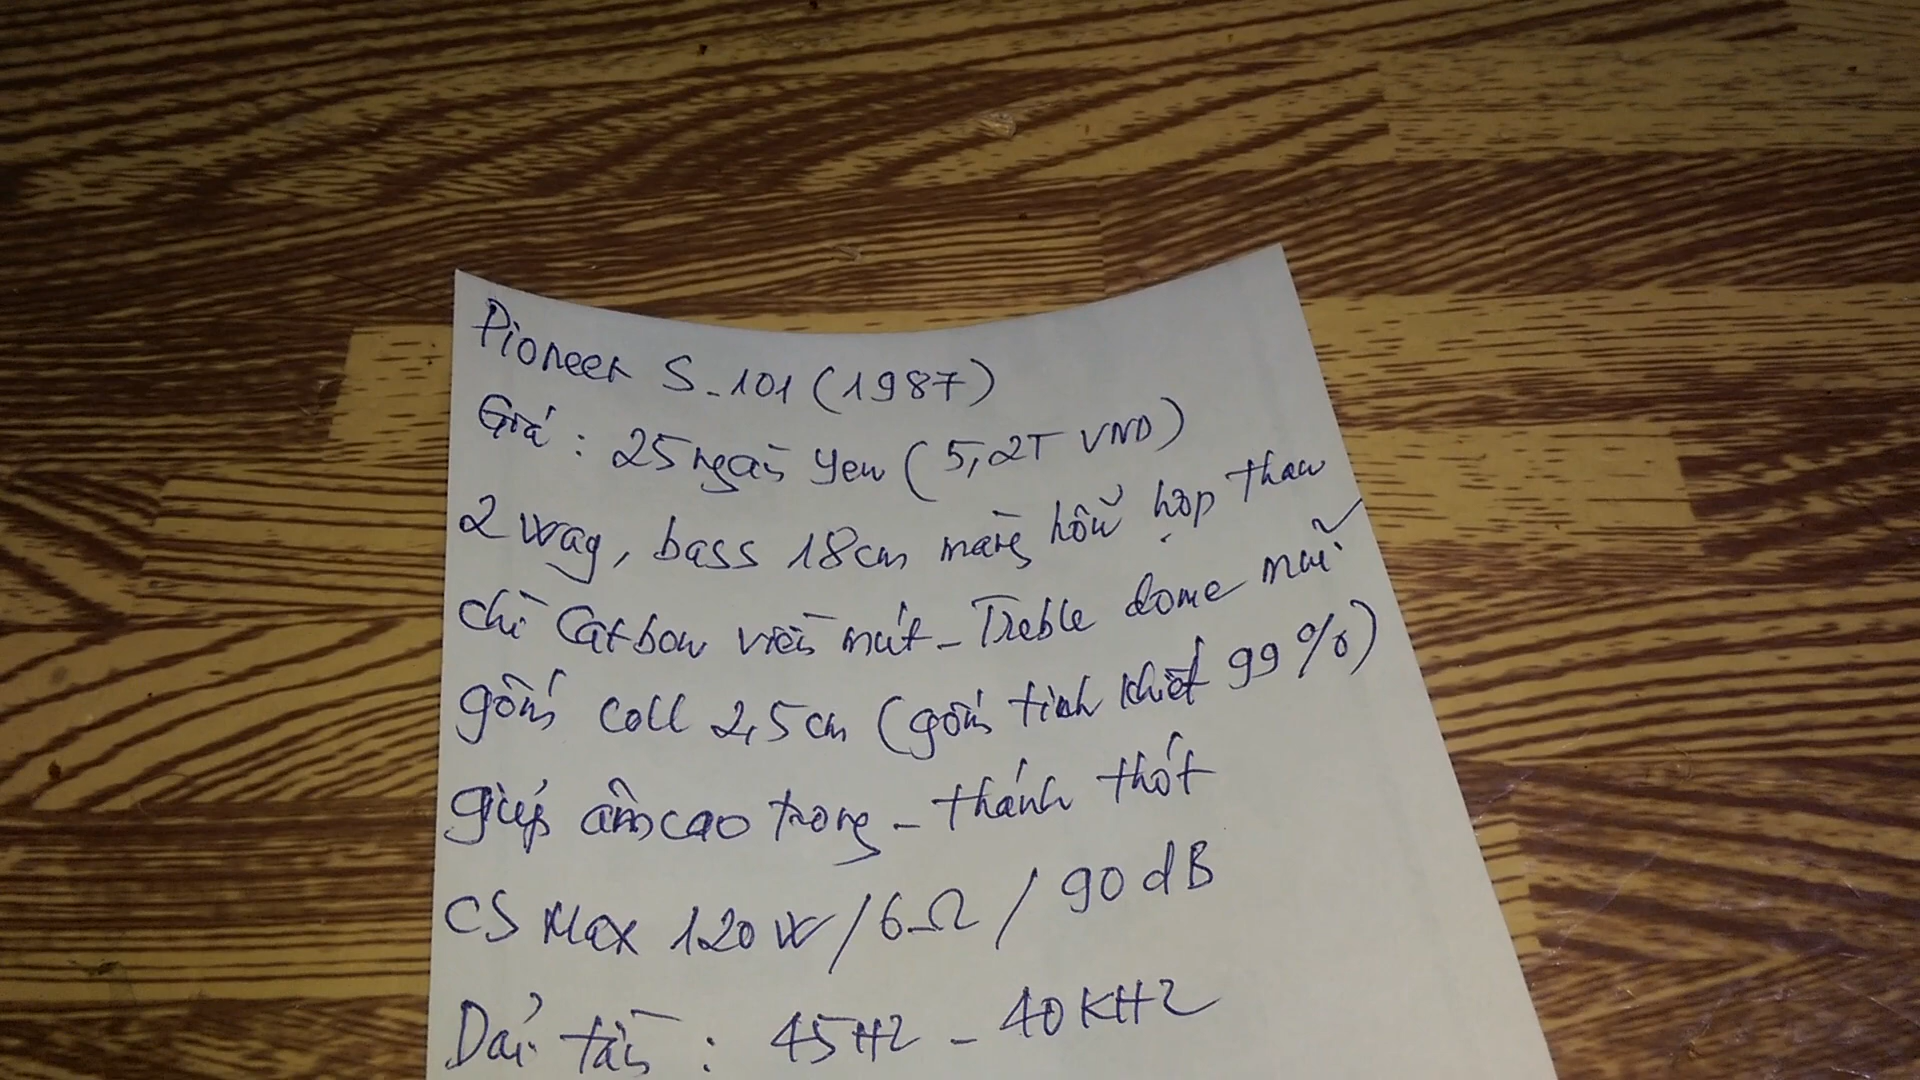 Pioneer S-101 (1987)
Giá : 25 ngàn yen (5,2T VND)
2 way, bass 18cm màng hỗn hợp than
chì Carbon viền mút - Treble dome mũi
gốm coll 2,5cm (gốm tinh khiết 99%)
giúp âm cao trong - thánh thót
CS Max 120W/6Ω/90dB
Dải tần : 45Hz - 40KHz